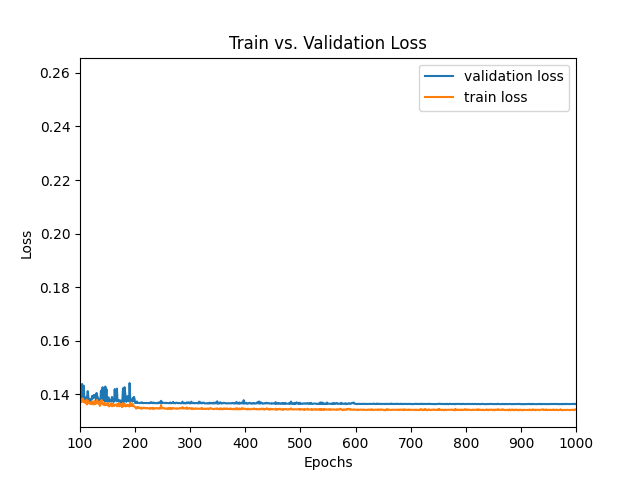 Train vs. Validation Loss
validation loss
train loss
0.26
0.24
0.22
0.20
0.18
0.16
0.14
Loss
100 200 300 400 500 600 700 800 900 1000
Epochs